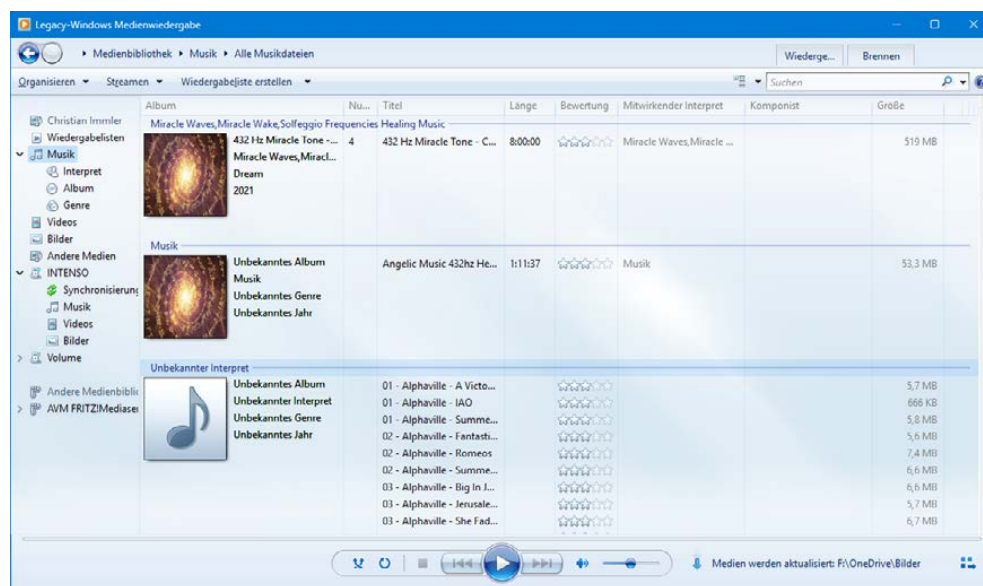 Legacy-Windows Medienwiedergabe
Medienbibliothek ▸ Musik ▸ Alle Musikdateien
Wiederge... Brennen
Organisieren Streamen Wiedergabeliste erstellen Suchen
Album Nu... Titel Länge Bewertung Mitwirkender Interpret Komponist Größe
Christian Immler
Wiedergabelisten
Musik
Interpret
Album
Genre
Videos
Bilder
Andere Medien
INTENSO
Synchronisierung
Musik
Videos
Bilder
Volume
Andere Medienbiblic
AVM FRITZ!Mediaser
Miracle Waves,Miracle Wake,Solfeggio Frequencies Healing Music
432 Hz Miracle Tone -... 4 432 Hz Miracle Tone - C... 8:00:00 Miracle Waves,Miracle ... 519 MB
Miracle Waves,Miracl...
Dream
2021
Musik
Unbekanntes Album Angelic Music 432hz He... 1:11:37 Musik 53,3 MB
Musik
Unbekanntes Genre
Unbekanntes Jahr
Unbekannter Interpret
Unbekanntes Album 01 - Alphaville - A Victo... 5,7 MB
Unbekannter Interpret 01 - Alphaville - IAO 666 KB
Unbekanntes Genre 01 - Alphaville - Summe... 5,8 MB
Unbekanntes Jahr 02 - Alphaville - Fantasti... 5,6 MB
02 - Alphaville - Romeos 7,4 MB
02 - Alphaville - Summe... 6,6 MB
03 - Alphaville - Big In J... 6,6 MB
03 - Alphaville - Jerusale... 5,7 MB
03 - Alphaville - She Fad... 6,7 MB
Medien werden aktualisiert: F:\OneDrive\Bilder